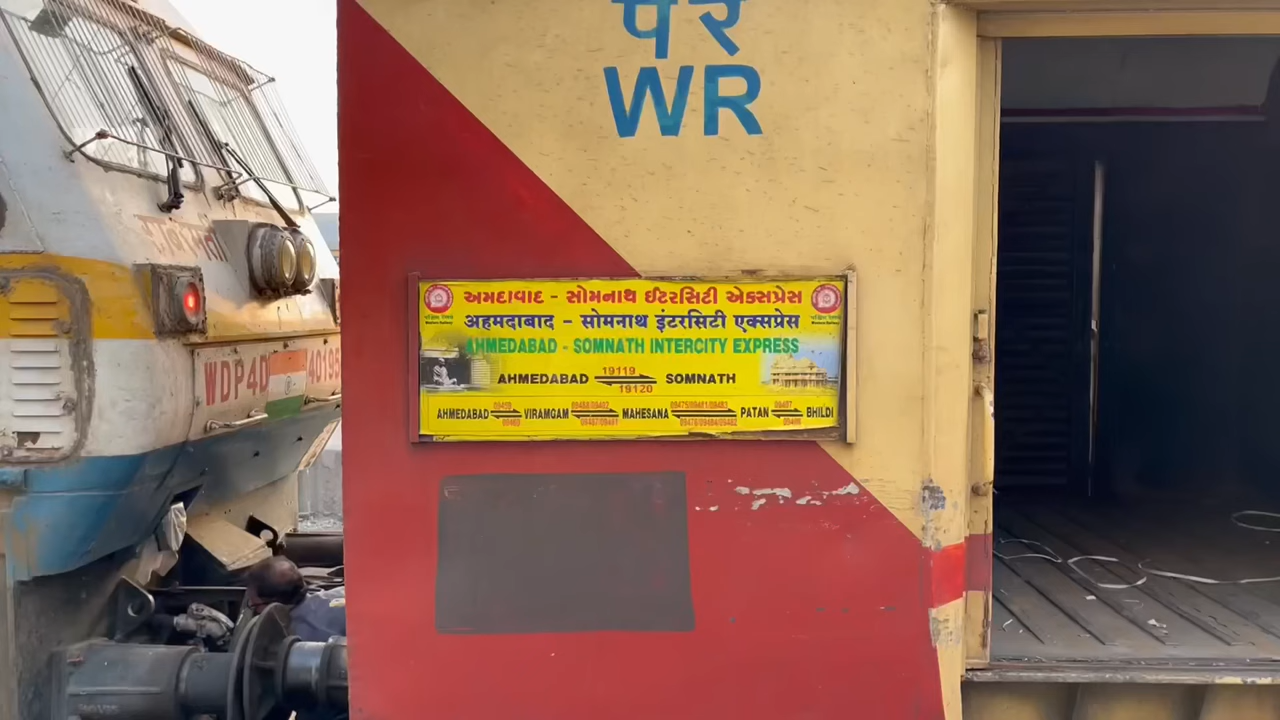 परे
WR
WDP4D
40195
અમદાવાદ - સોમનાથ ઈંટરસિટી એક્સપ્રેસ
अहमदाबाद - सोमनाथ इंटरसिटी एक्सप्रेस
AHMEDABAD - SOMNATH INTERCITY EXPRESS
AHMEDABAD 19119 19120 SOMNATH
AHMEDABAD VIRAMGAM MAHESANA PATAN BHILDI